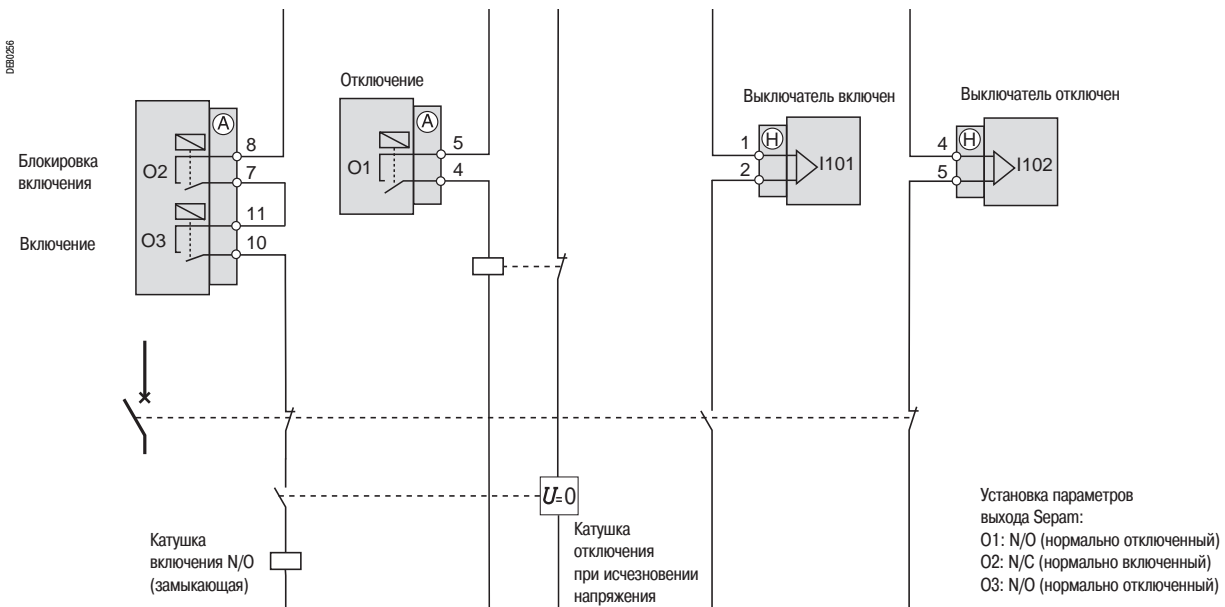 DE80256
Отключение
Выключатель включен
Выключатель отключен
Блокировка
включения
Включение
A
O2
8
7
O3
11
10
A
O1
5
4
H
1
2
I101
H
4
5
I102
U=0
Катушка
включения N/O
(замыкающая)
Катушка
отключения
при исчезновении
напряжения
Установка параметров
выхода Sepam:
O1: N/O (нормально отключенный)
O2: N/C (нормально включенный)
O3: N/O (нормально отключенный)